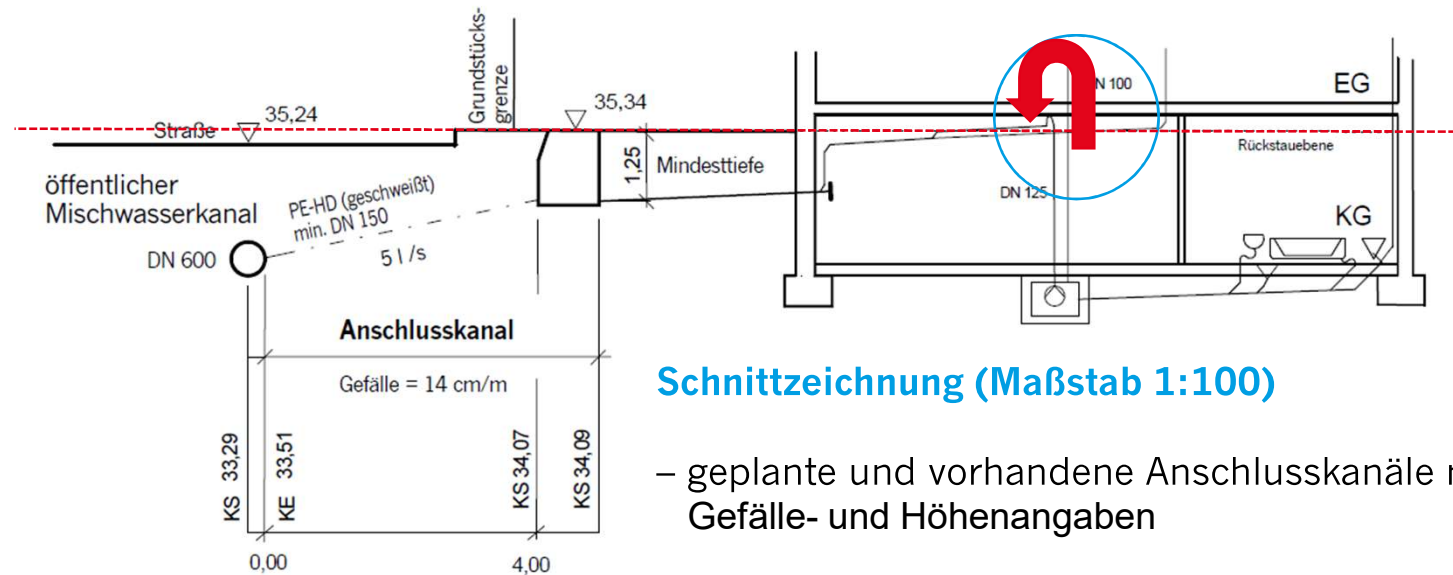 Grundstücks-
grenze
35,24
35,34
N 100
EG
Straße
1,25
Mindesttiefe
Rückstauebene
öffentlicher
Mischwasserkanal
PE-HD (geschweißt)
min. DN 150
DN 125
KG
DN 600
5 l/s
Anschlusskanal
Gefälle = 14 cm/m
Schnittzeichnung (Maßstab 1:100)
KS 33,29
KE 33,51
KS 34,07
KS 34,09
– geplante und vorhandene Anschlusskanäle
Gefälle- und Höhenangaben
0,00
4,00